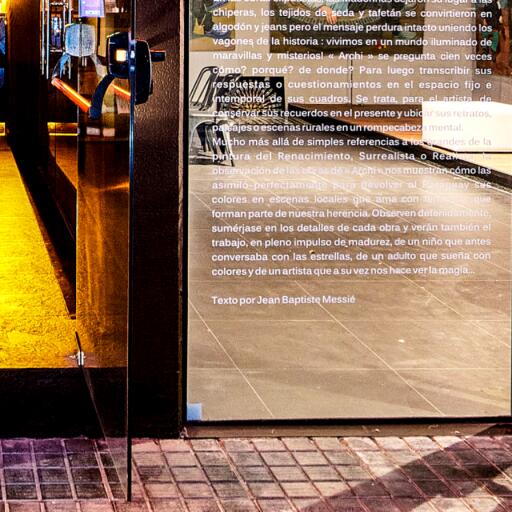 chiperas, los tejidos de seda y tafetán se convirtieron en
algodón y jeans pero el mensaje perdura intacto uniendo los
vagones de la historia : vivimos en un mundo iluminado de
maravillas y misterios! « Archi » se pregunta cien veces
cómo? porqué? de donde? Para luego transcribir sus
respuestas o cuestionamientos en el espacio fijo e
intemporal de sus cuadros. Se trata, para el artista de
conservar sus recuerdos en el presente y ubicar sus retratos,
paisajes o escenas rurales en un rompecabeza mental.
Mucho más allá de simples referencias a los grandes de la
pintura del Renacimiento, Surrealista o
observación de las obras de « Archi » nos muestran cómo las
asimiló perfectamente para devolver al Paraguay sus
colores en escenas locales que ama con
forman parte de nuestra herencia. Observen detenidamente,
sumérjase en los detalles de cada obra y verán también el
trabajo, en pleno impulso de madurez, de un niño que antes
conversaba con las estrellas, de un adulto que sueña con
colores y de un artista que a su vez nos hace ver la magia...
Texto por Jean Baptiste Messié